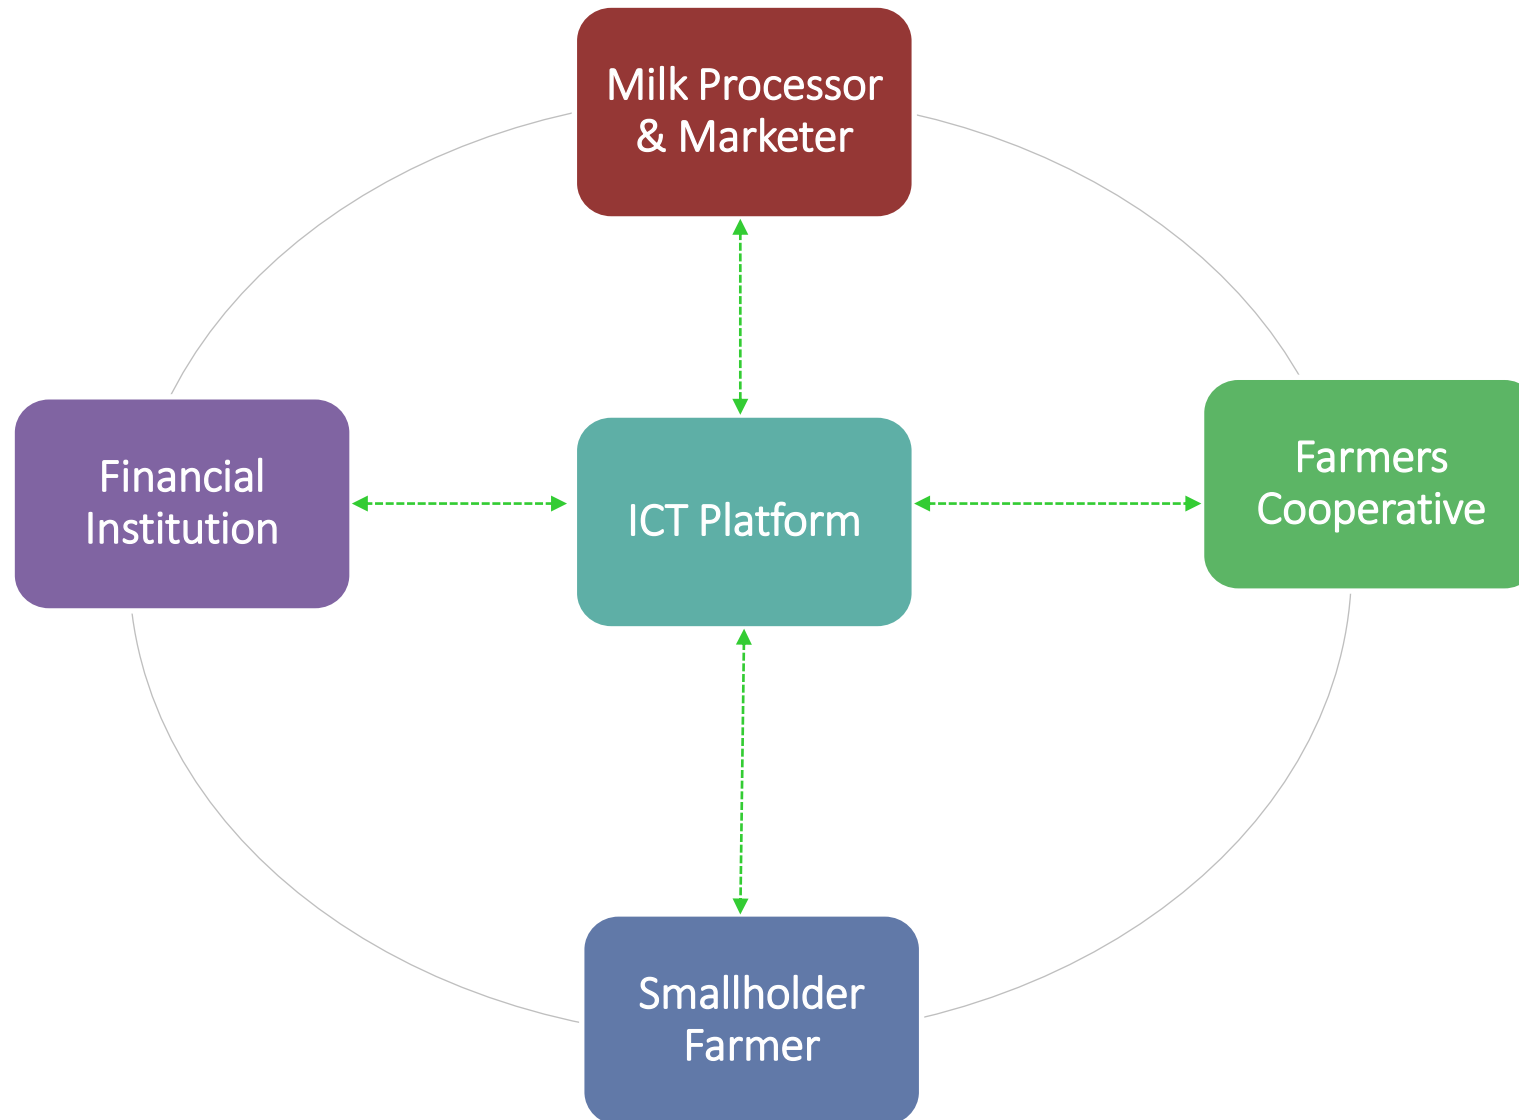 Milk Processor
& Marketer
Financial
Institution
ICT Platform
Farmers
Cooperative
Smallholder
Farmer